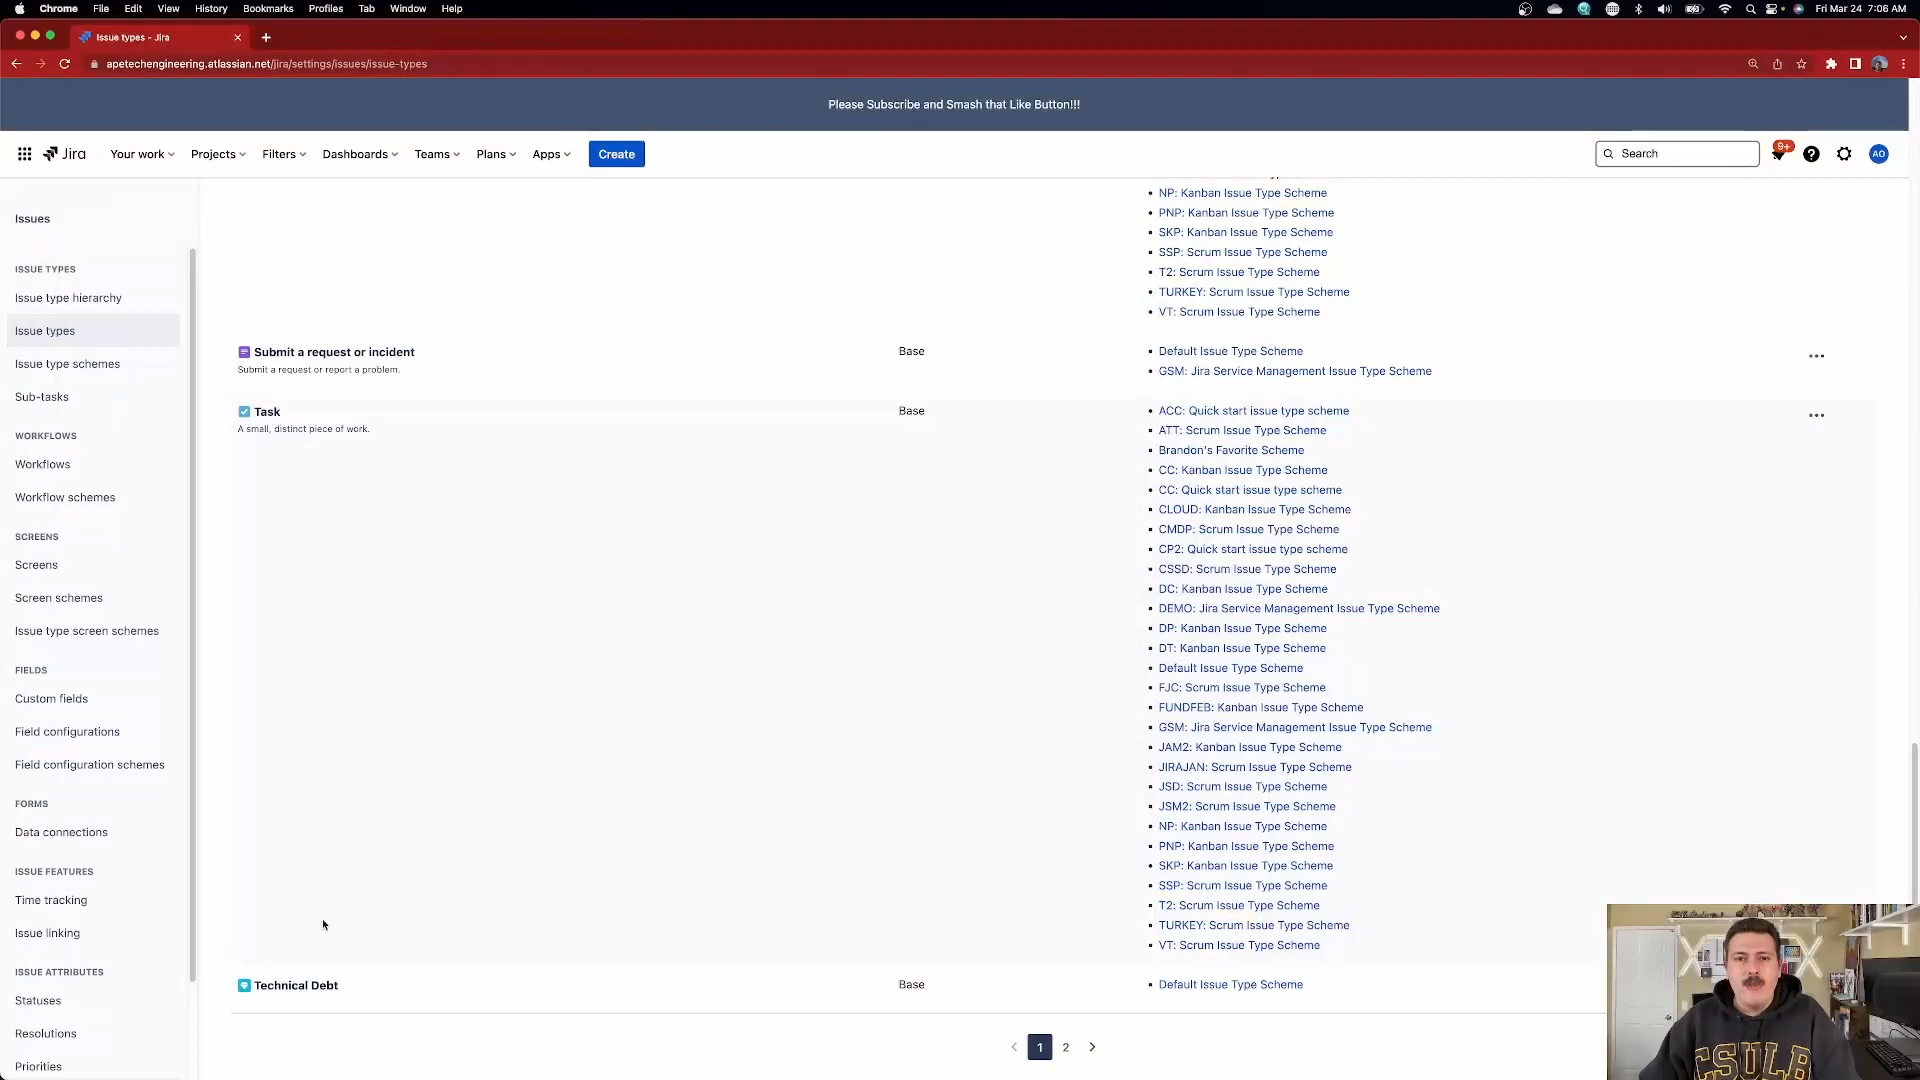 Chrome File Edit View History Bookmarks Profiles Tab Window Help
Fri Mar 24 7:06 AM
Issue types - Jira
apetechengineering.atlassian.net/jira/settings/issues/issue-types
Please Subscribe and Smash that Like Button!!!
Jira Your work Projects Filters Dashboards Teams Plans Apps Create
Search
9+
AO
Issues
ISSUE TYPES
Issue type hierarchy
Issue types
Issue type schemes
Sub-tasks
WORKFLOWS
Workflows
Workflow schemes
SCREENS
Screens
Screen schemes
Issue type screen schemes
FIELDS
Custom fields
Field configurations
Field configuration schemes
FORMS
Data connections
ISSUE FEATURES
Time tracking
Issue linking
ISSUE ATTRIBUTES
Statuses
Resolutions
Priorities
NP: Kanban Issue Type Scheme
PNP: Kanban Issue Type Scheme
SKP: Kanban Issue Type Scheme
SSP: Scrum Issue Type Scheme
T2: Scrum Issue Type Scheme
TURKEY: Scrum Issue Type Scheme
VT: Scrum Issue Type Scheme
Submit a request or incident
Submit a request or report a problem.
Base
Default Issue Type Scheme
GSM: Jira Service Management Issue Type Scheme
Task
A small, distinct piece of work.
Base
ACC: Quick start issue type scheme
ATT: Scrum Issue Type Scheme
Brandon's Favorite Scheme
CC: Kanban Issue Type Scheme
CC: Quick start issue type scheme
CLOUD: Kanban Issue Type Scheme
CMDP: Scrum Issue Type Scheme
CP2: Quick start issue type scheme
CSSD: Scrum Issue Type Scheme
DC: Kanban Issue Type Scheme
DEMO: Jira Service Management Issue Type Scheme
DP: Kanban Issue Type Scheme
DT: Kanban Issue Type Scheme
Default Issue Type Scheme
FJC: Scrum Issue Type Scheme
FUNDFEB: Kanban Issue Type Scheme
GSM: Jira Service Management Issue Type Scheme
JAM2: Kanban Issue Type Scheme
JIRAJAN: Scrum Issue Type Scheme
JSD: Scrum Issue Type Scheme
JSM2: Scrum Issue Type Scheme
NP: Kanban Issue Type Scheme
PNP: Kanban Issue Type Scheme
SKP: Kanban Issue Type Scheme
SSP: Scrum Issue Type Scheme
T2: Scrum Issue Type Scheme
TURKEY: Scrum Issue Type Scheme
VT: Scrum Issue Type Scheme
Technical Debt
Base
Default Issue Type Scheme
1 2
CSULB